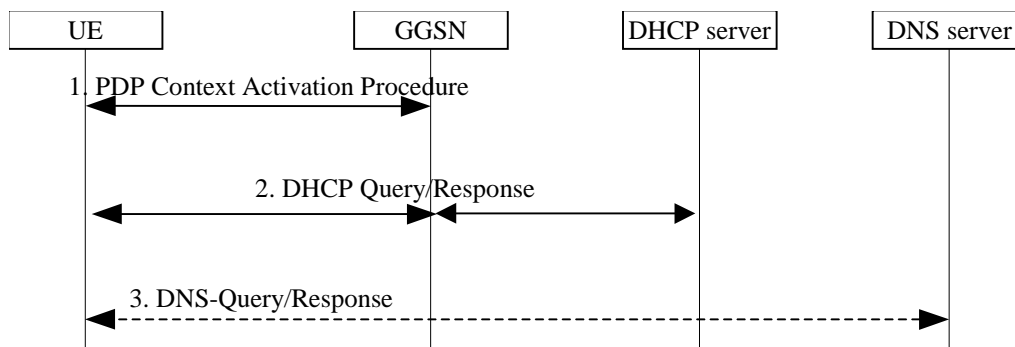 UE
GGSN
DHCP server
DNS server
1. PDP Context Activation Procedure
2. DHCP Query/Response
3. DNS-Query/Response